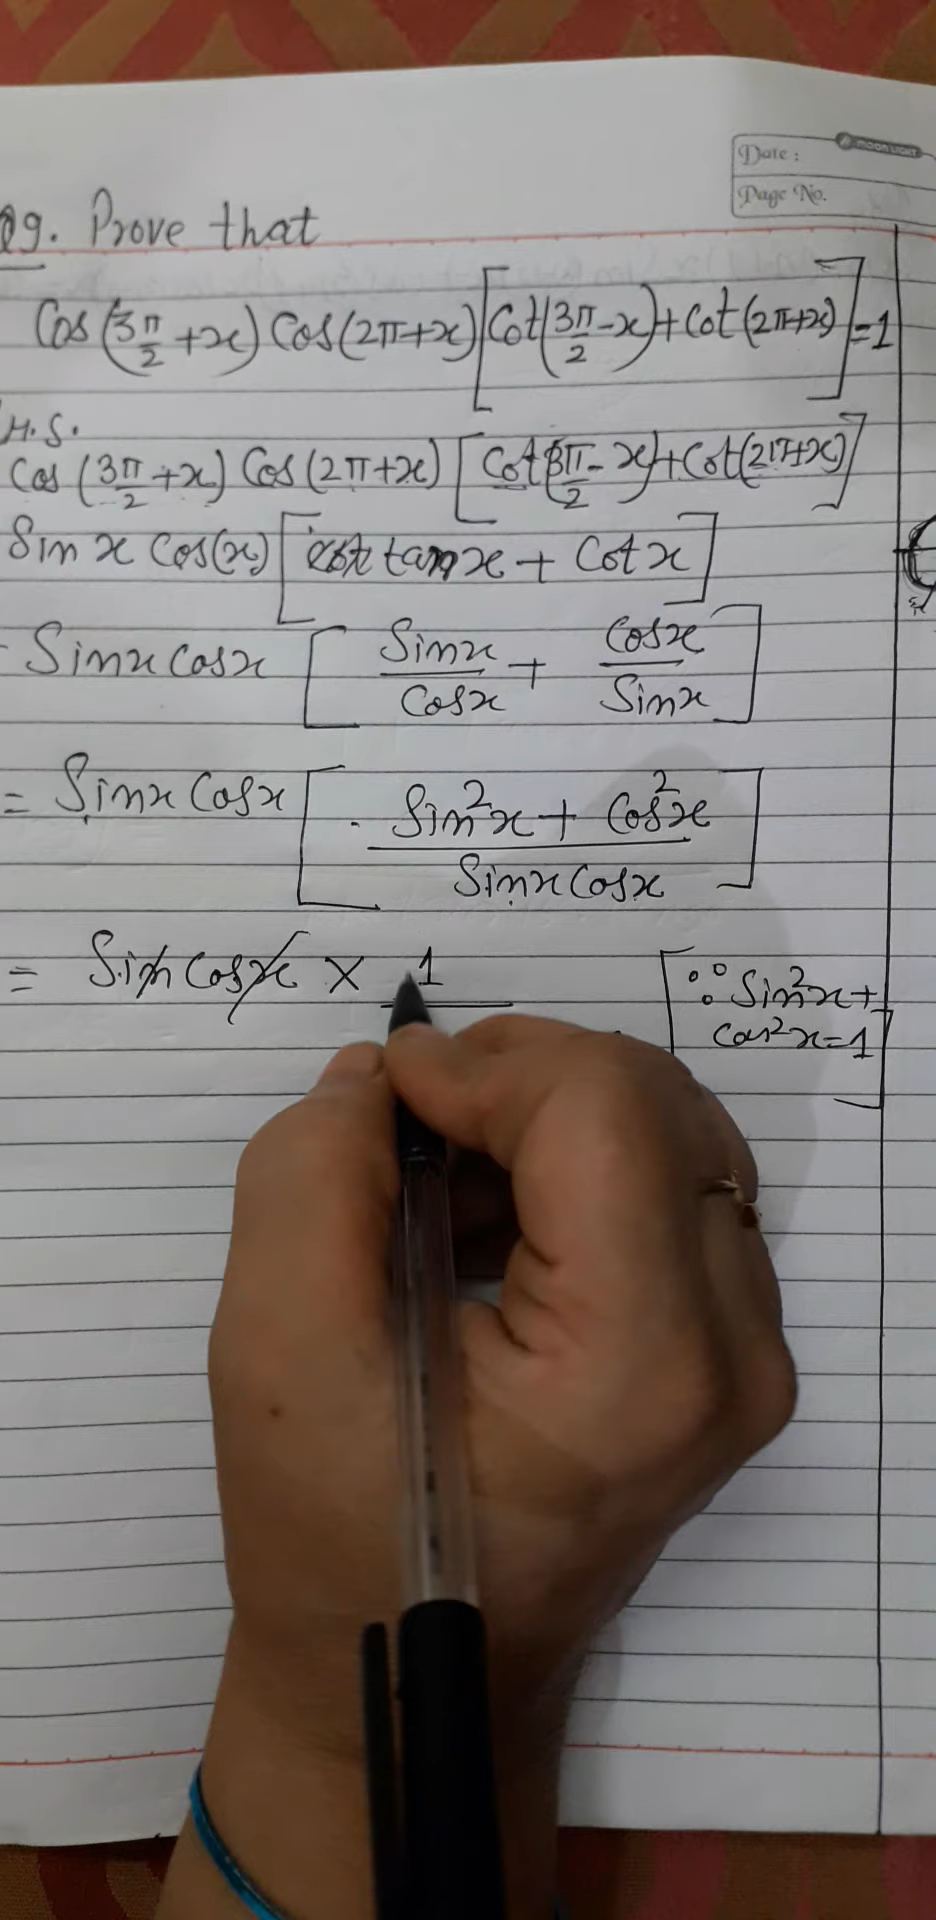 MOONLIGHT
Date :
Page No.
Q9. Prove that
Cos(3π/2 + x) Cos(2π+x) [Cot(3π/2 - x) + Cot(2π+x)] = 1
H.S.
Cos(3π/2 + x) Cos(2π+x) [Cot(3π/2 - x) + Cot(2π+x)]
Sin x Cos(x) [tan x + Cot x]
Sinx Cosx [Sinx/Cosx + Cosx/Sinx]
= Sinx Cosx [Sin²x + Cos²x / Sinx Cosx]
= Sin Cosx × 1 [∵ Sin²x +
Cos²x = 1]